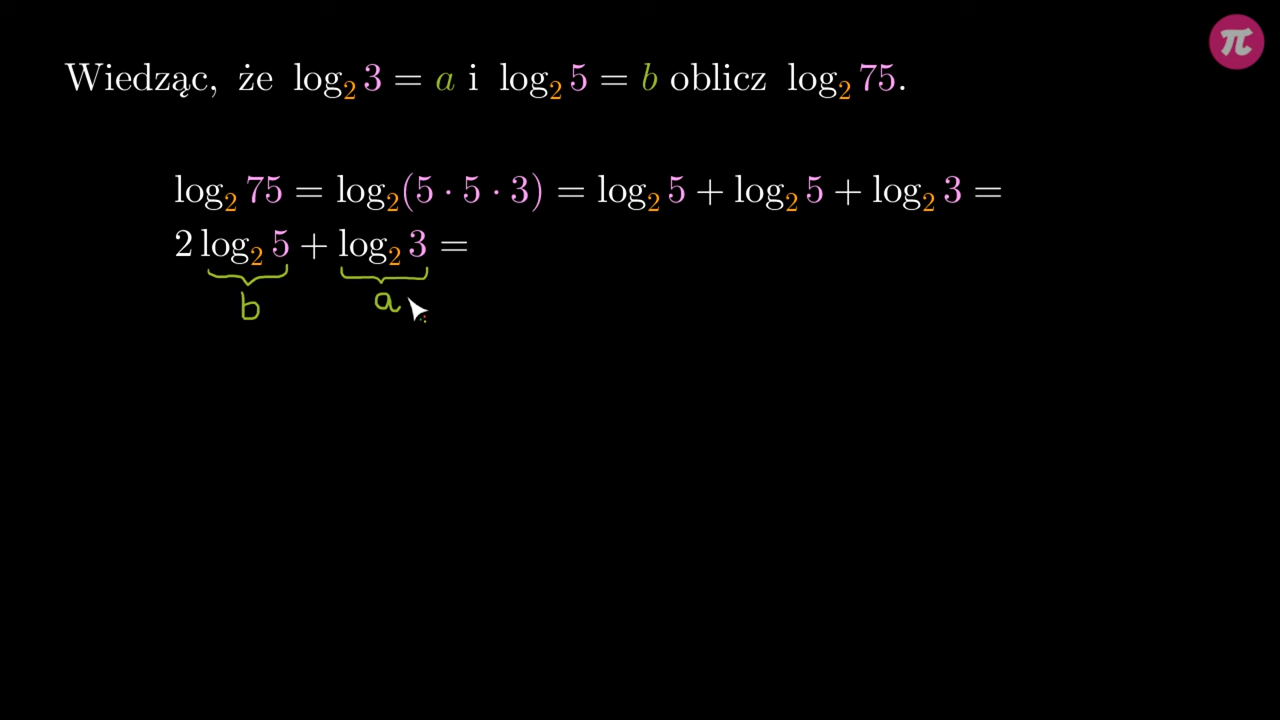 Wiedząc, że log₂ 3 = a i log₂ 5 = b oblicz log₂ 75.
log₂ 75 = log₂(5 · 5 · 3) = log₂ 5 + log₂ 5 + log₂ 3 =
2 log₂ 5 + log₂ 3 =
b a
π